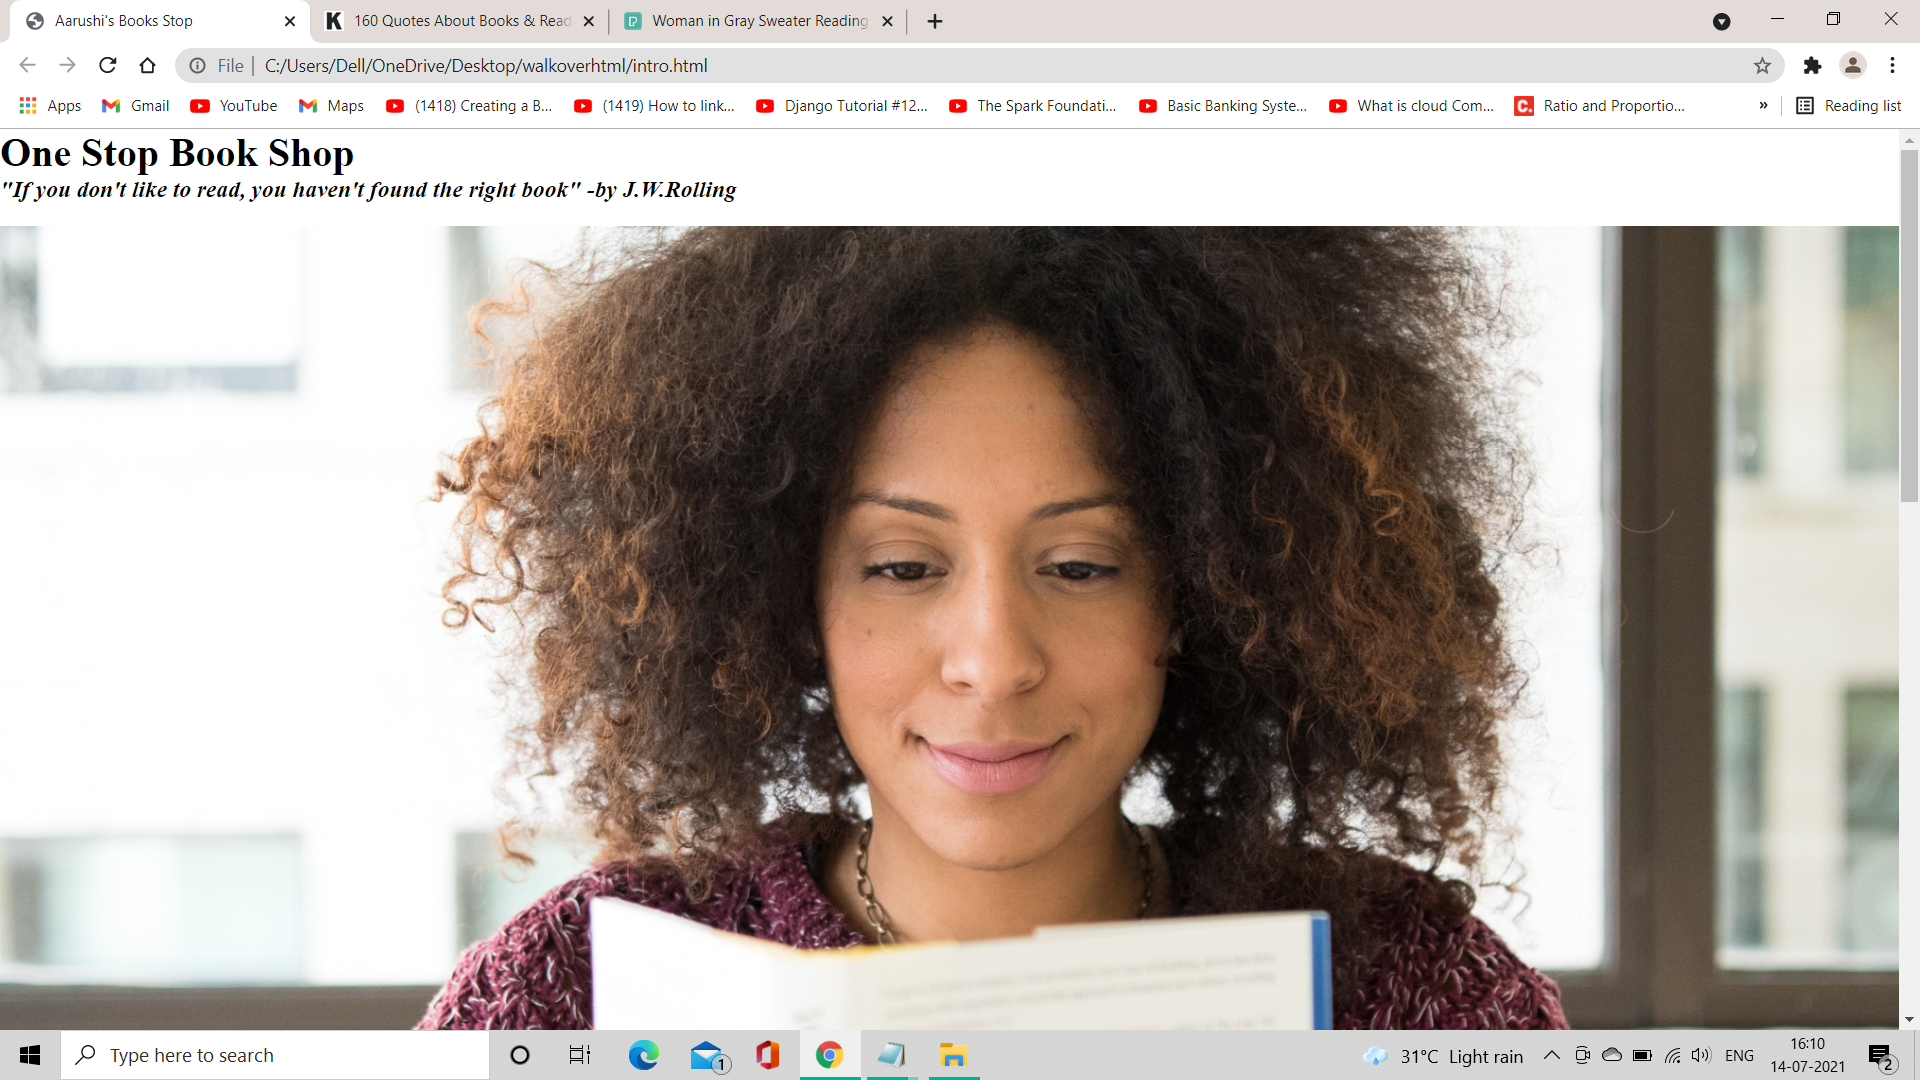 Aarushi's Books Stop
160 Quotes About Books & Read
Woman in Gray Sweater Reading
File C:/Users/Dell/OneDrive/Desktop/walkoverhtml/intro.html
Apps Gmail YouTube Maps (1418) Creating a B... (1419) How to link... Django Tutorial #12... The Spark Foundati... Basic Banking Syste... What is cloud Com... C. Ratio and Proportio... » Reading list
One Stop Book Shop
"If you don't like to read, you haven't found the right book" -by J.W.Rolling
Type here to search
1
31°C Light rain
ENG
16:10
14-07-2021
2